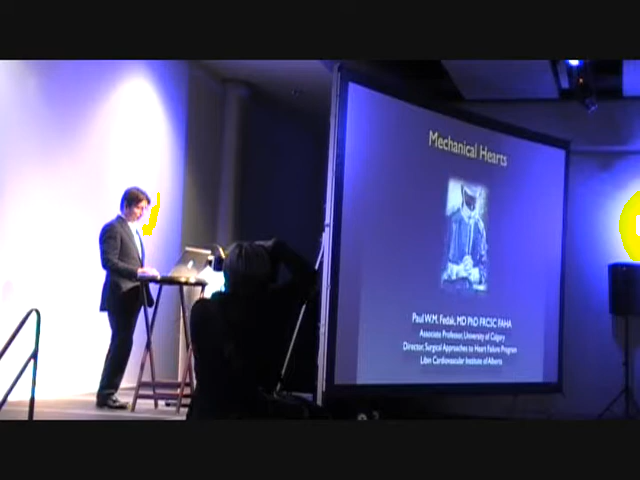 Mechanical Hearts
Paul W.M. Fedak, MD PhD FRCSC FAHA
Associate Professor, University of Calgary
Director, Surgical Approaches to Heart Failure Program
Libin Cardiovascular Institute of Alberta